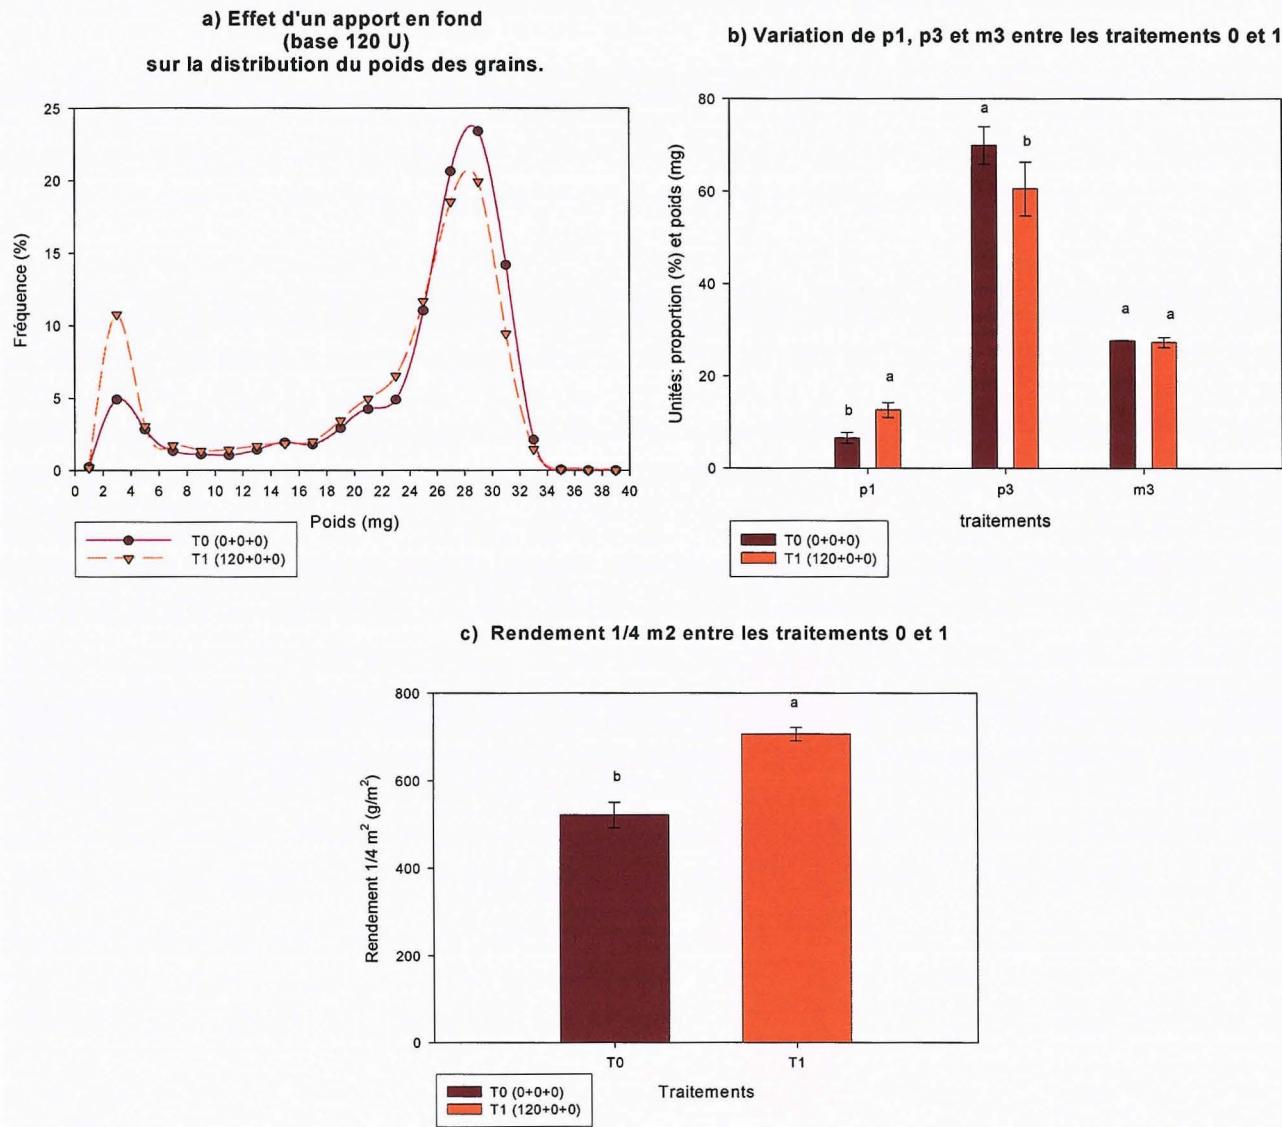 a) Effet d'un apport en fond
(base 120 U)
sur la distribution du poids des grains.
25
20
15
10
5
0
Fréquence (%)
0 2 4 6 8 10 12 14 16 18 20 22 24 26 28 30 32 34 36 38 40
Poids (mg)
T0 (0+0+0)
T1 (120+0+0)
b) Variation de p1, p3 et m3 entre les traitements 0 et 1
80
60
40
20
0
Unités: proportion (%) et poids (mg)
b
a
a
b
a
a
p1 p3 m3
traitements
T0 (0+0+0)
T1 (120+0+0)
c) Rendement 1/4 m2 entre les traitements 0 et 1
800
600
400
200
0
Rendement 1/4 m² (g/m²)
b
a
T0 T1
Traitements
T0 (0+0+0)
T1 (120+0+0)